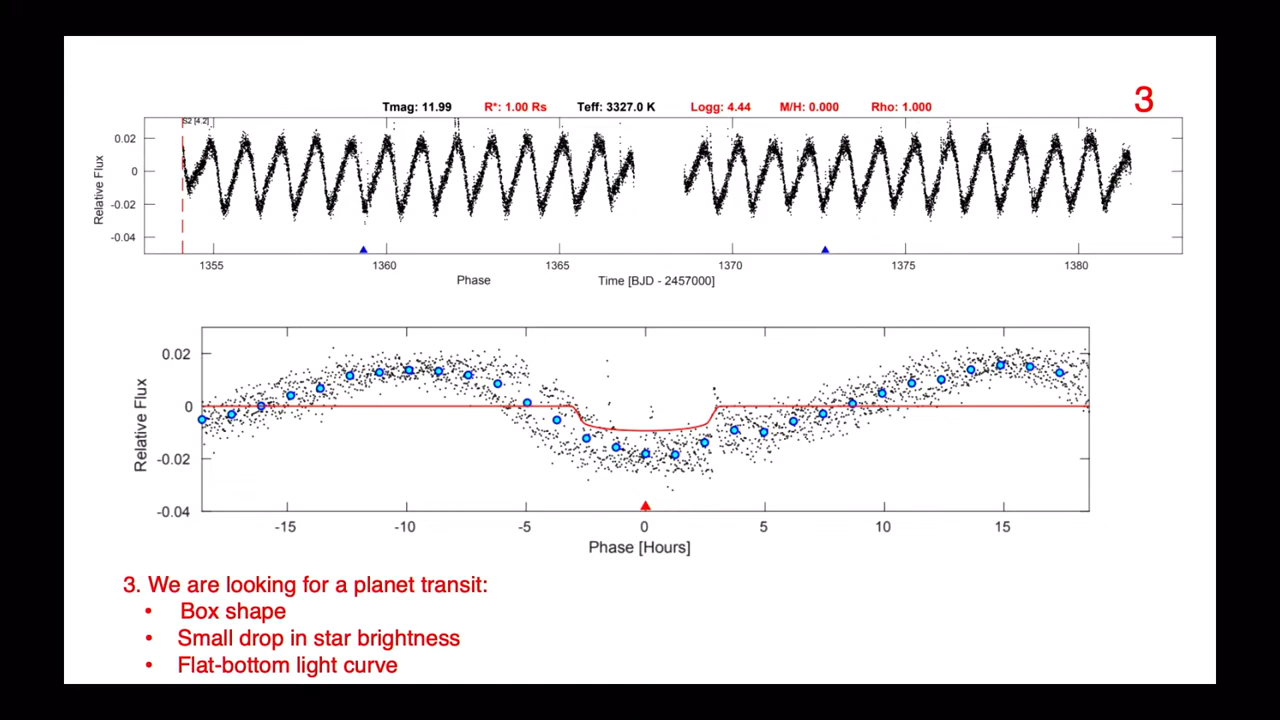 3
Tmag: 11.99 R*: 1.00 Rs Teff: 3327.0 K Logg: 4.44 M/H: 0.000 Rho: 1.000
S2 [4.2]
Relative Flux
0.02
0
-0.02
-0.04
1355 1360 1365 1370 1375 1380
Phase Time [BJD - 2457000]
Relative Flux
0.02
0
-0.02
-0.04
-15 -10 -5 0 5 10 15
Phase [Hours]
3. We are looking for a planet transit:
• Box shape
• Small drop in star brightness
• Flat-bottom light curve